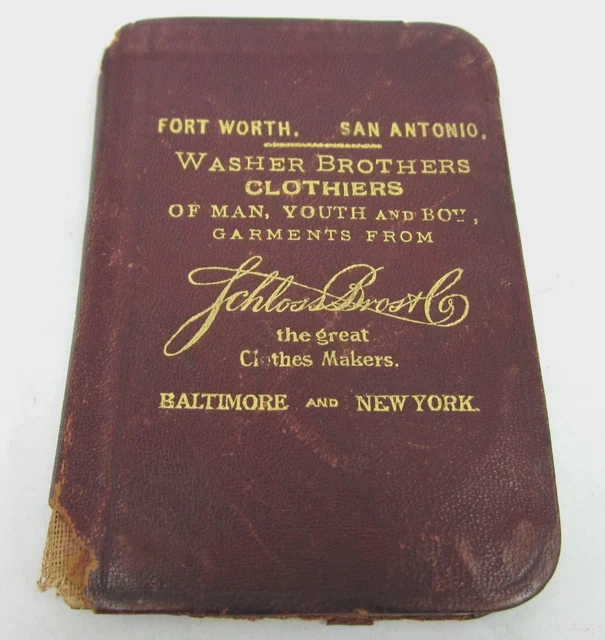 FORT WORTH. SAN ANTONIO.
WASHER BROTHERS
CLOTHIERS
OF MAN, YOUTH AND BOY,
GARMENTS FROM
Schloss Bros & Co
the great
Clothes Makers.
BALTIMORE AND NEW YORK.